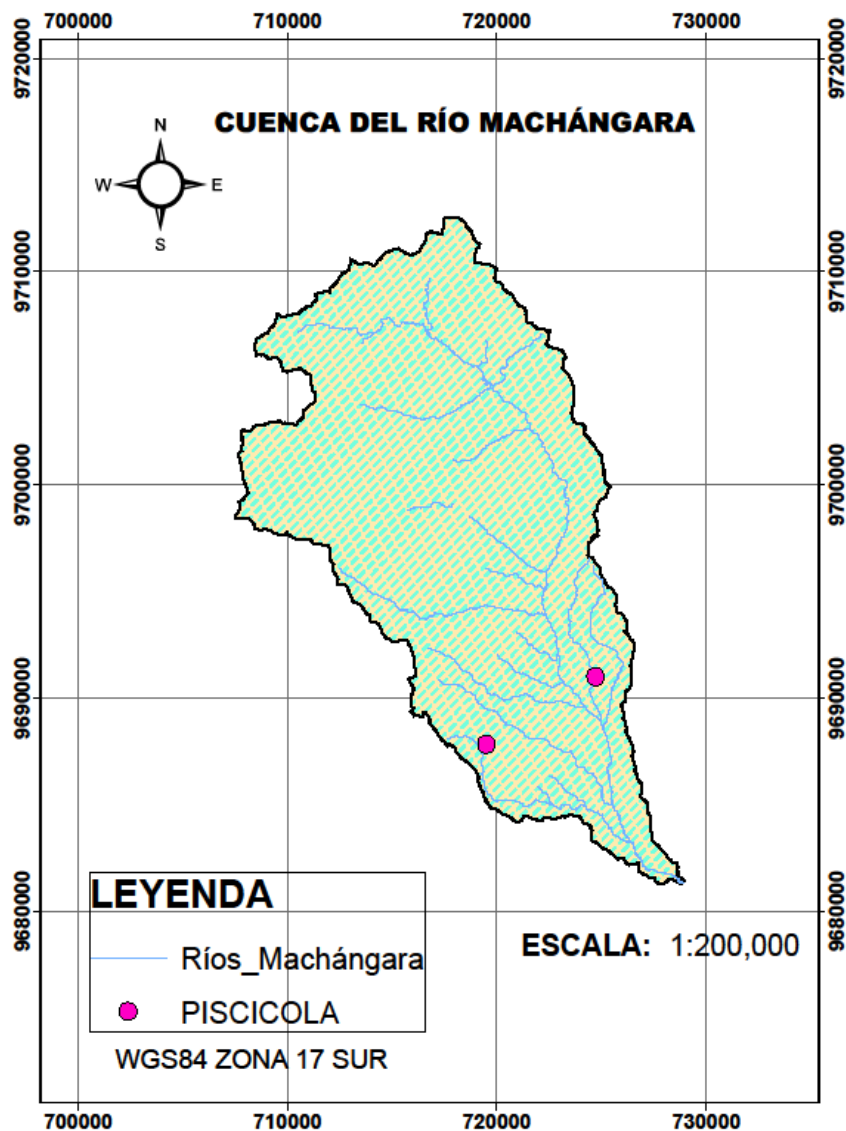 700000 710000 720000 730000
9720000 9720000
CUENCA DEL RÍO MACHÁNGARA
N
W E
S
9710000 9710000
9700000 9700000
9690000 9690000
LEYENDA
9680000 9680000
Ríos_Machángara
ESCALA: 1:200,000
PISCICOLA
WGS84 ZONA 17 SUR
700000 710000 720000 730000